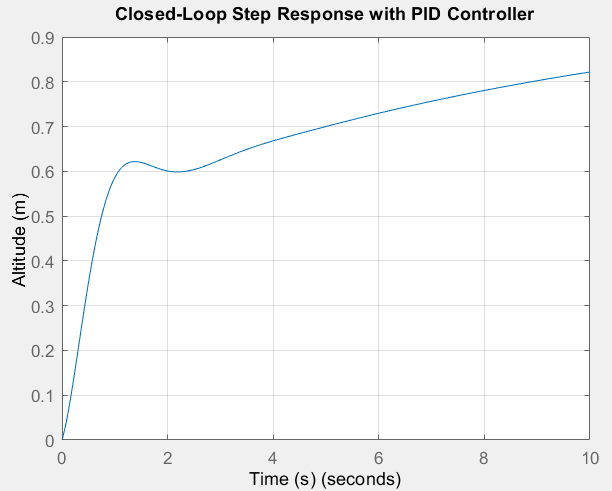 Closed-Loop Step Response with PID Controller
0.9
0.8
0.7
0.6
0.5
0.4
0.3
0.2
0.1
0
Altitude (m)
0 2 4 6 8 10
Time (s) (seconds)